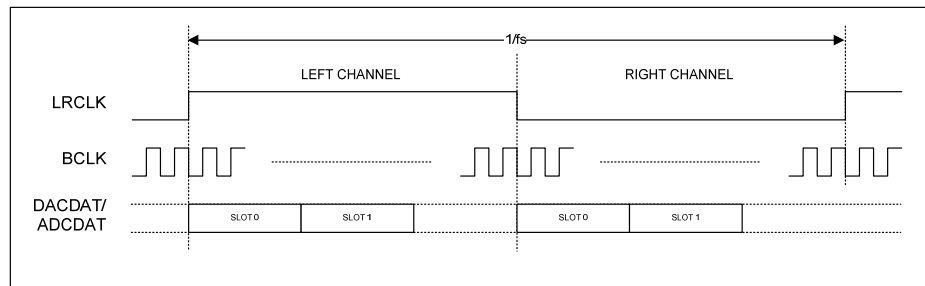 1/fs
LEFT CHANNEL RIGHT CHANNEL
LRCLK
BCLK
DACDAT/
ADCDAT
SLOT 0 SLOT 1 SLOT 0 SLOT 1